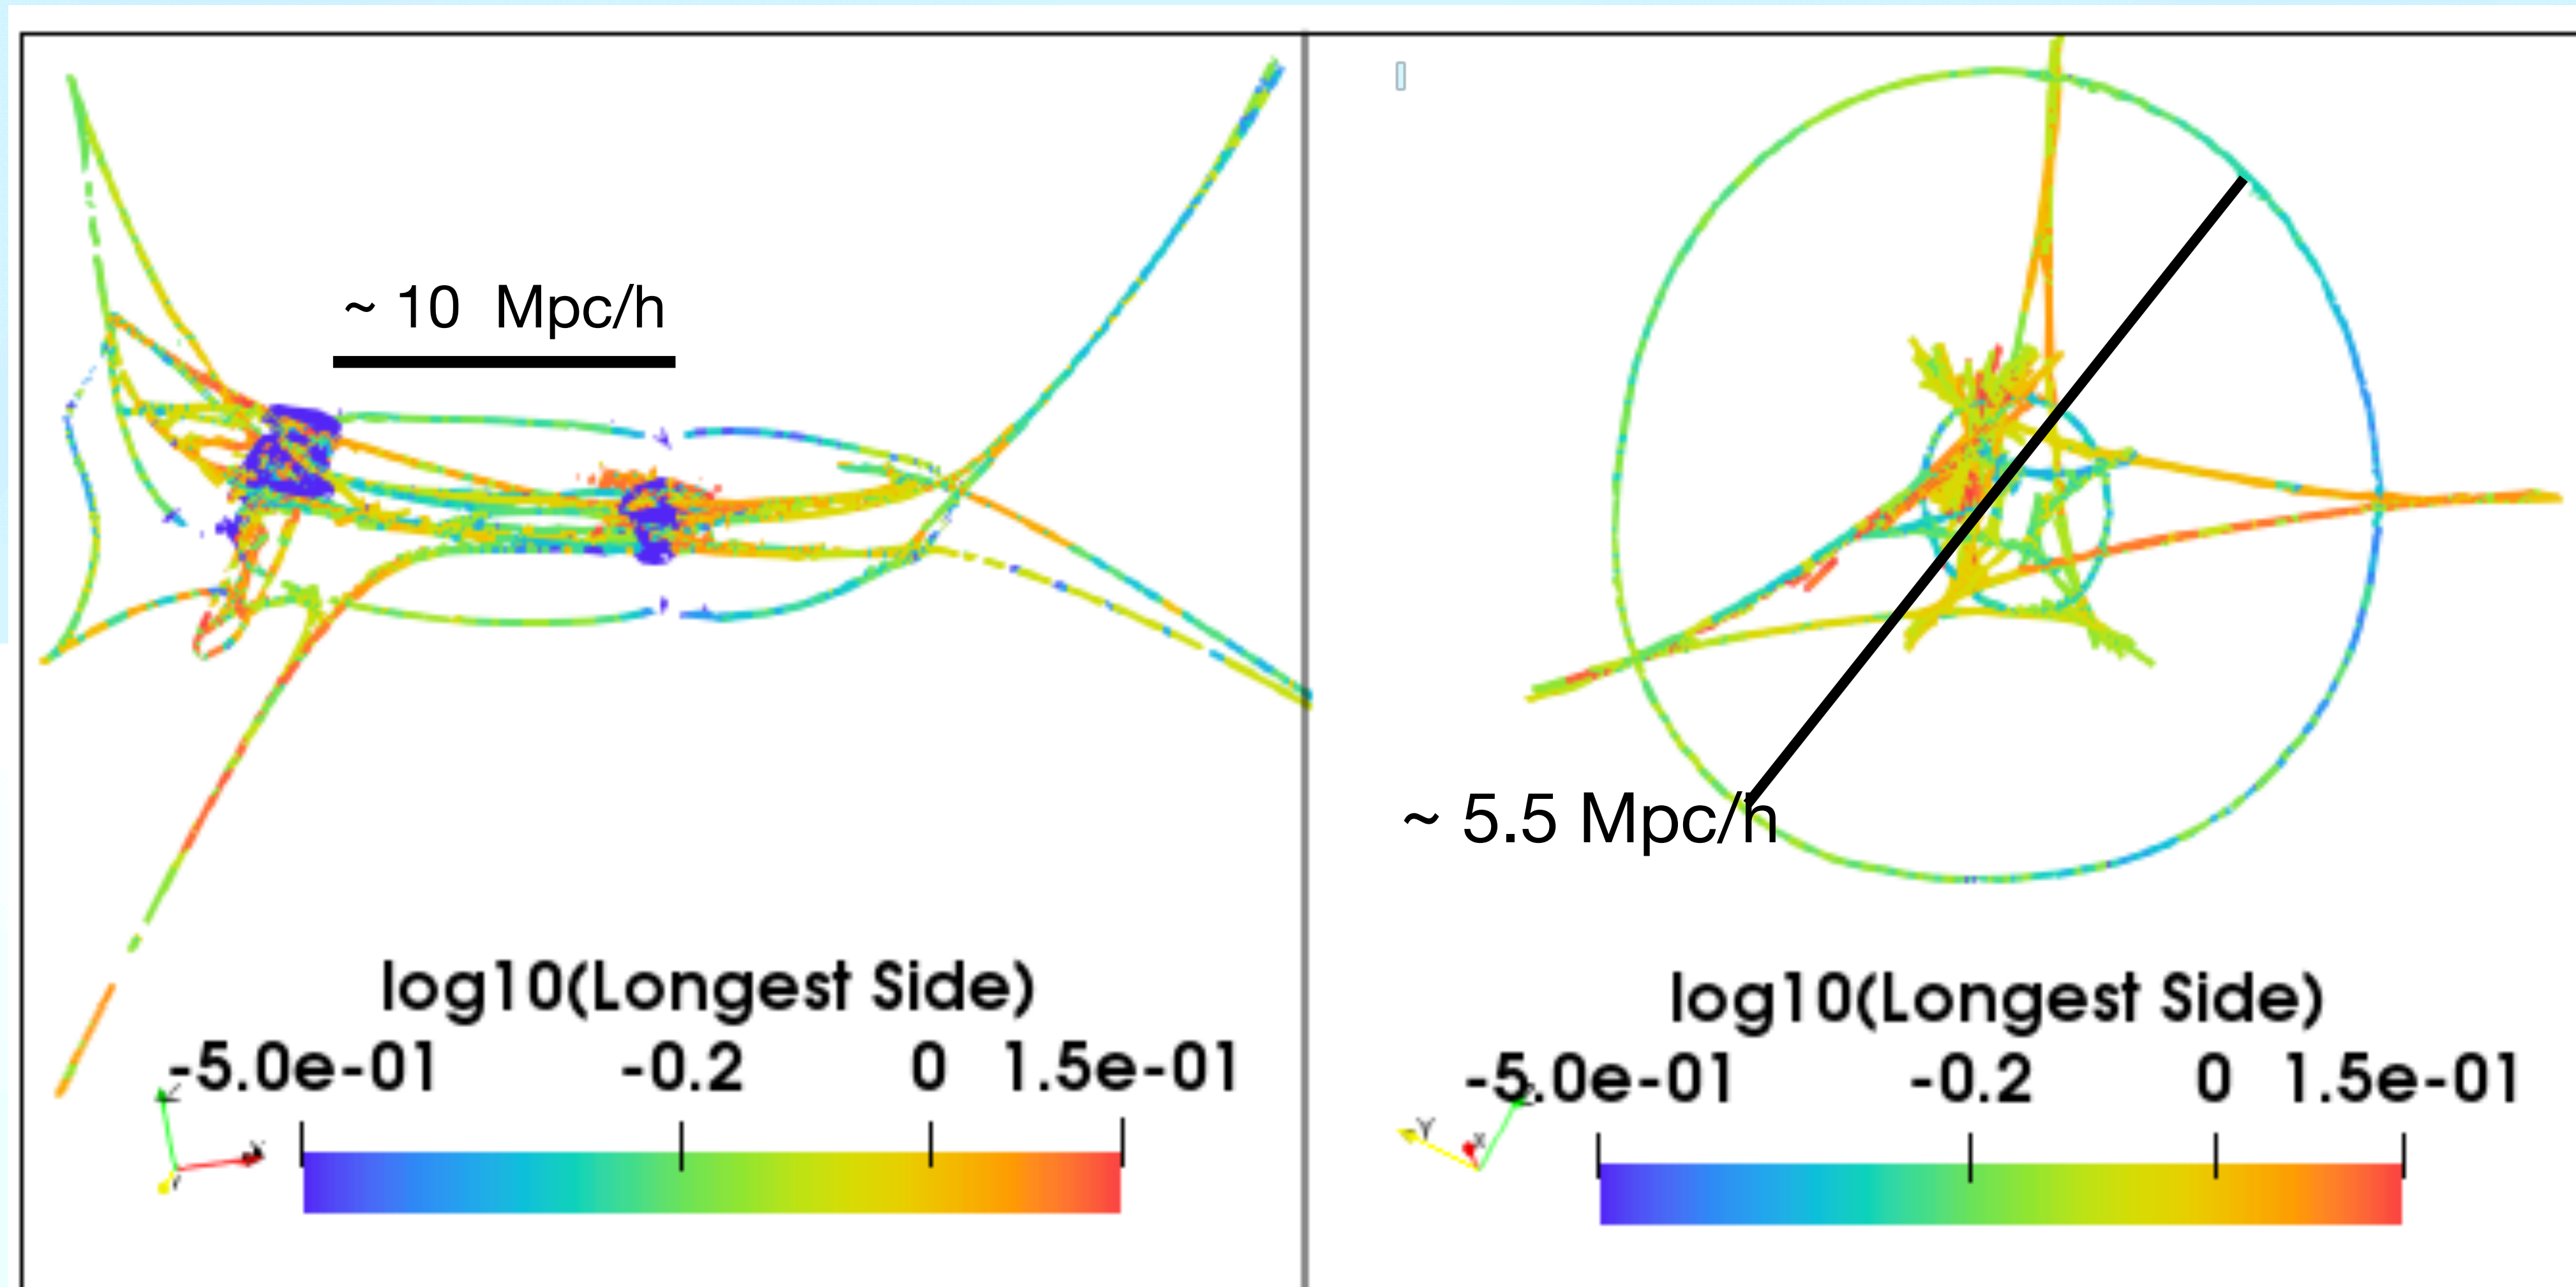 ~ 10 Mpc/h
log10(Longest Side)
-5.0e-01 -0.2 0 1.5e-01
~ 5.5 Mpc/h
log10(Longest Side)
-5.0e-01 -0.2 0 1.5e-01
-Y
X